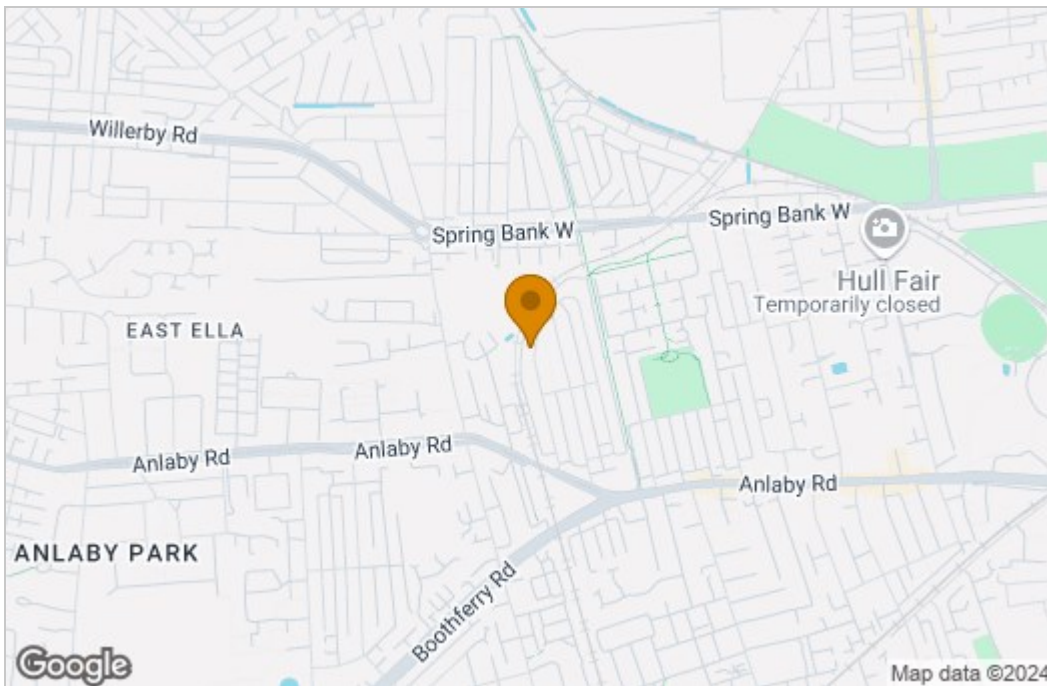 Willerby Rd
Spring Bank W
Spring Bank W
Hull Fair
Temporarily closed
EAST ELLA
Anlaby Rd
Anlaby Rd
Anlaby Rd
ANLABY PARK
Boothferry Rd
Google
Map data ©2024